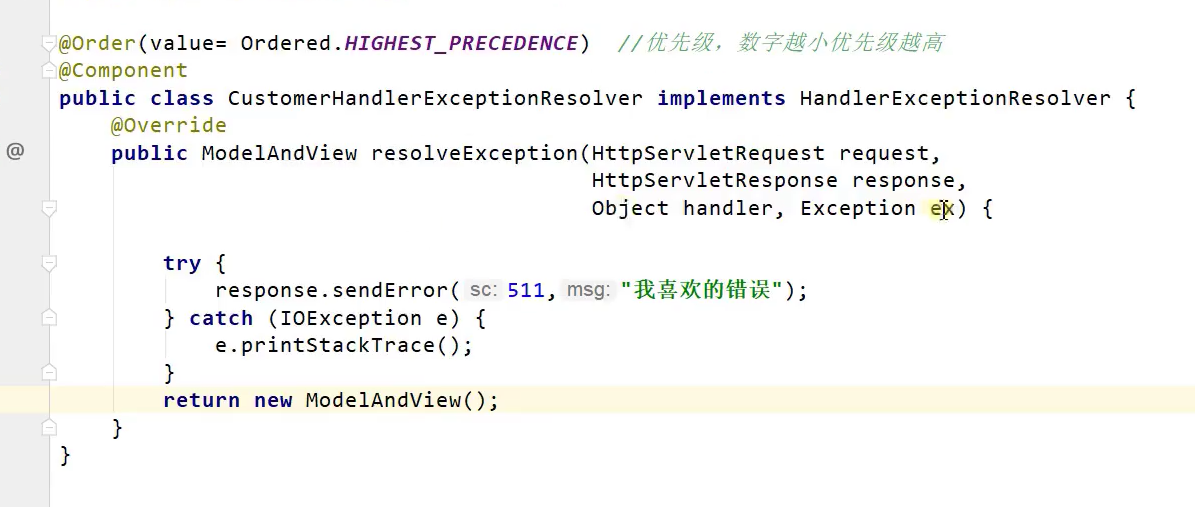 @Order(value= Ordered.HIGHEST_PRECEDENCE)  //优先级，数字越小优先级越高
@Component
public class CustomerHandlerExceptionResolver implements HandlerExceptionResolver {
@Override
@
public ModelAndView resolveException(HttpServletRequest request,
HttpServletResponse response,
Object handler, Exception ex) {
try {
response.sendError( sc: 511, msg: "我喜欢的错误");
} catch (IOException e) {
e.printStackTrace();
}
return new ModelAndView();
}
}